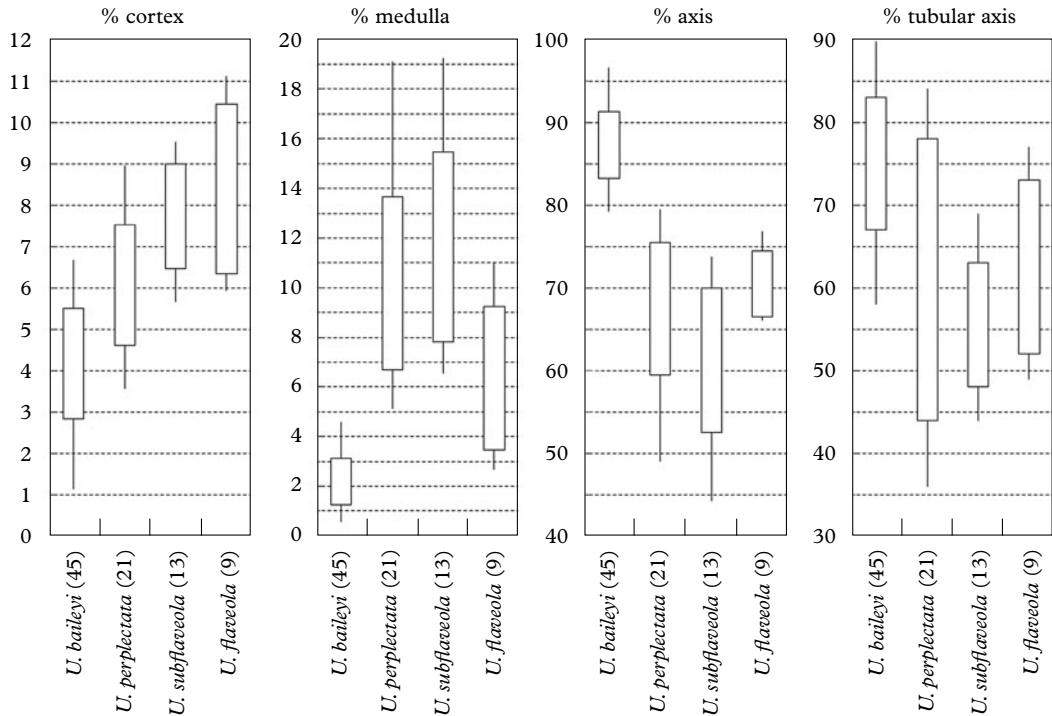 % cortex
12
11
10
9
8
7
6
5
4
3
2
1
0
U. baileyi (45)
U. perplectata (21)
U. subflaveola (13)
U. flaveola (9)
% medulla
20
18
16
14
12
10
8
6
4
2
0
U. baileyi (45)
U. perplectata (21)
U. subflaveola (13)
U. flaveola (9)
% axis
100
90
80
70
60
50
40
U. baileyi (45)
U. perplectata (21)
U. subflaveola (13)
U. flaveola (9)
% tubular axis
90
80
70
60
50
40
30
U. baileyi (45)
U. perplectata (21)
U. subflaveola (13)
U. flaveola (9)